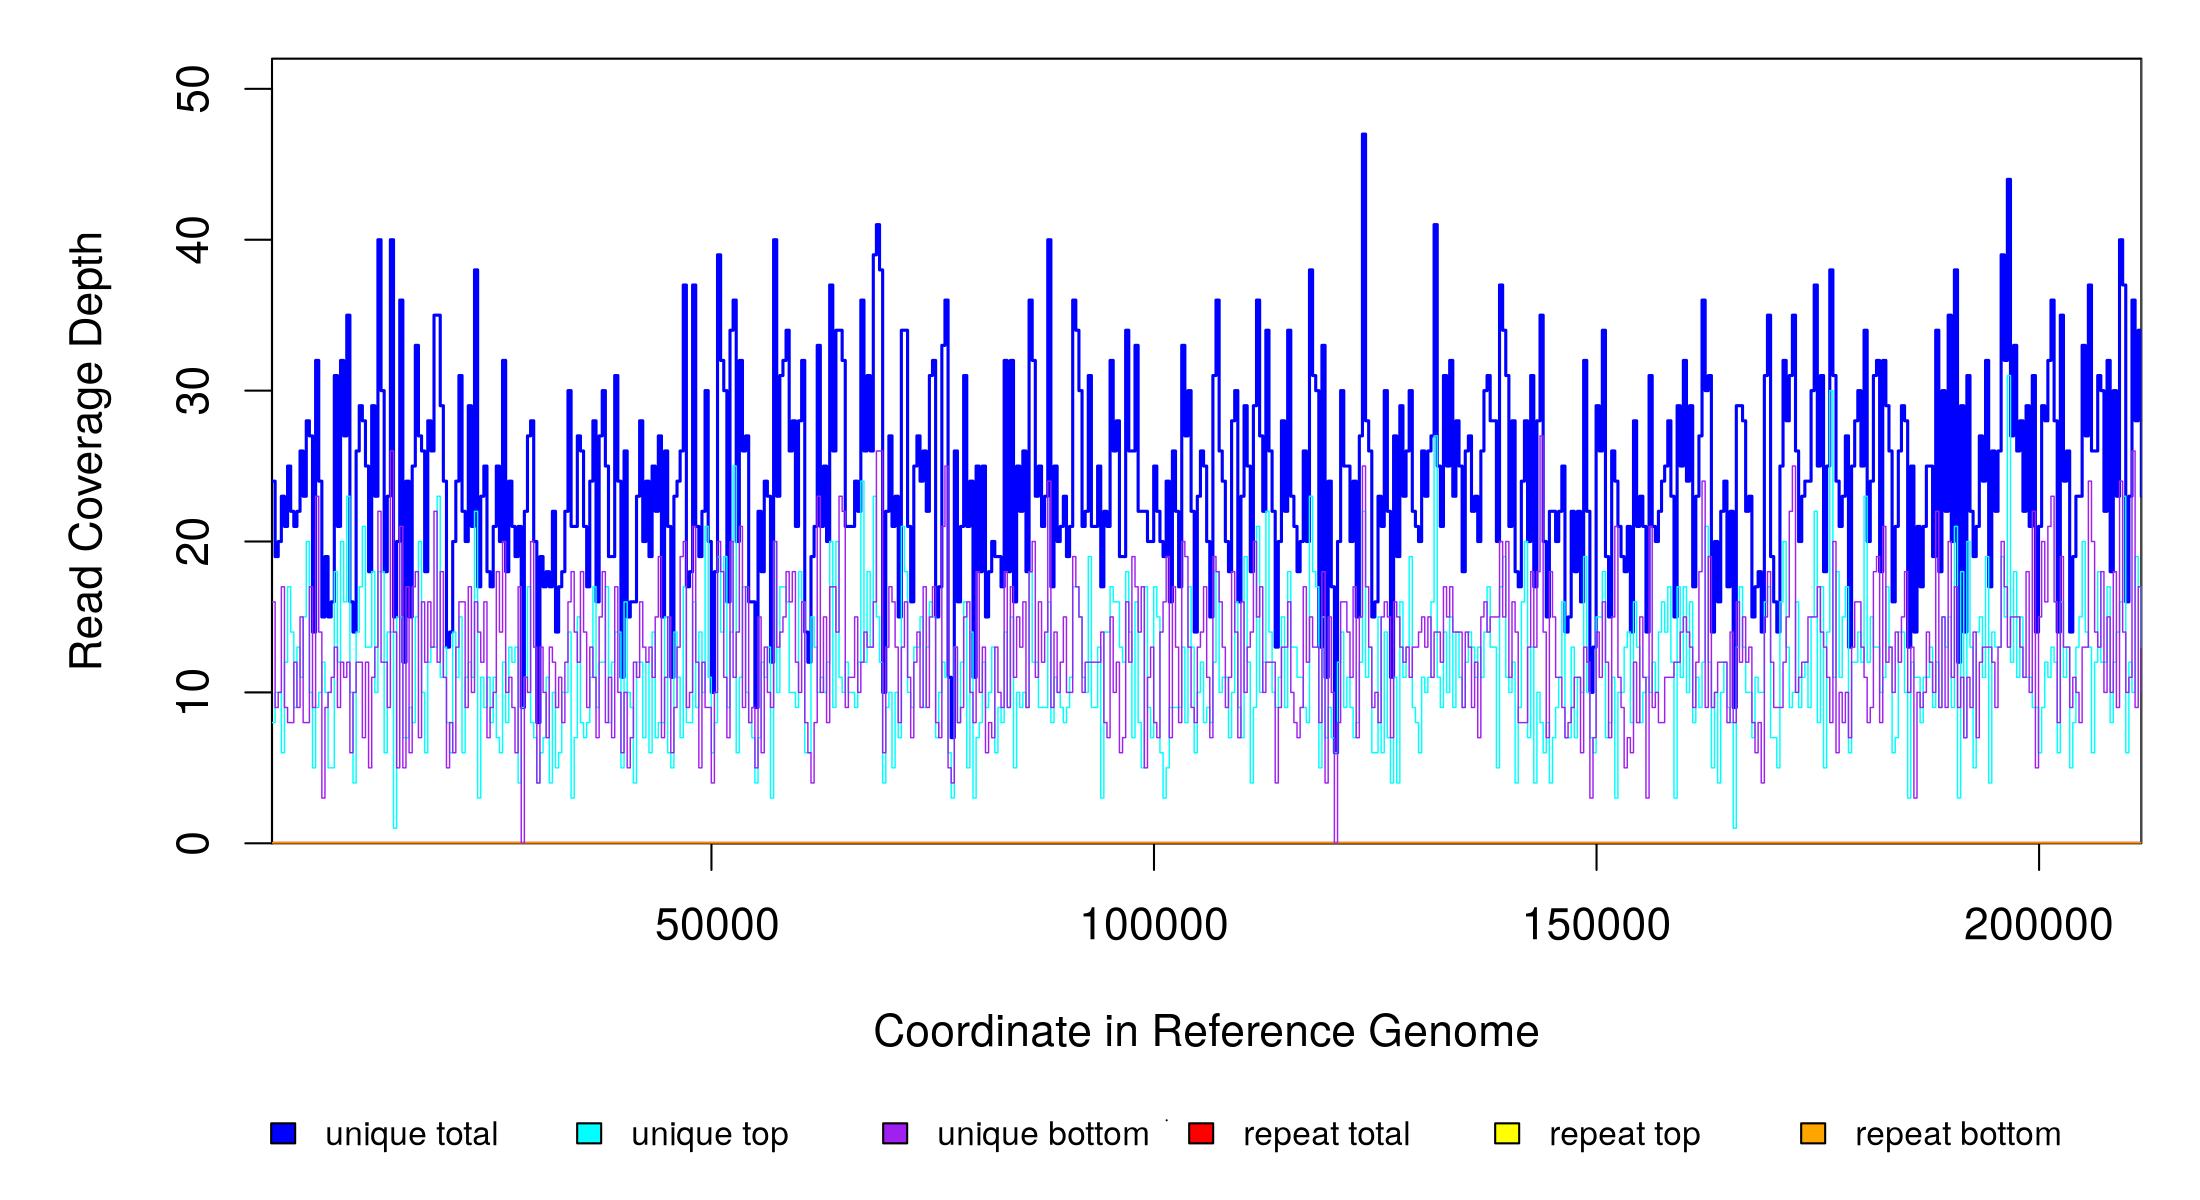 50
40
30
20
10
0
Read Coverage Depth
50000 100000 150000 200000
Coordinate in Reference Genome
unique total unique top unique bottom repeat total repeat top repeat bottom